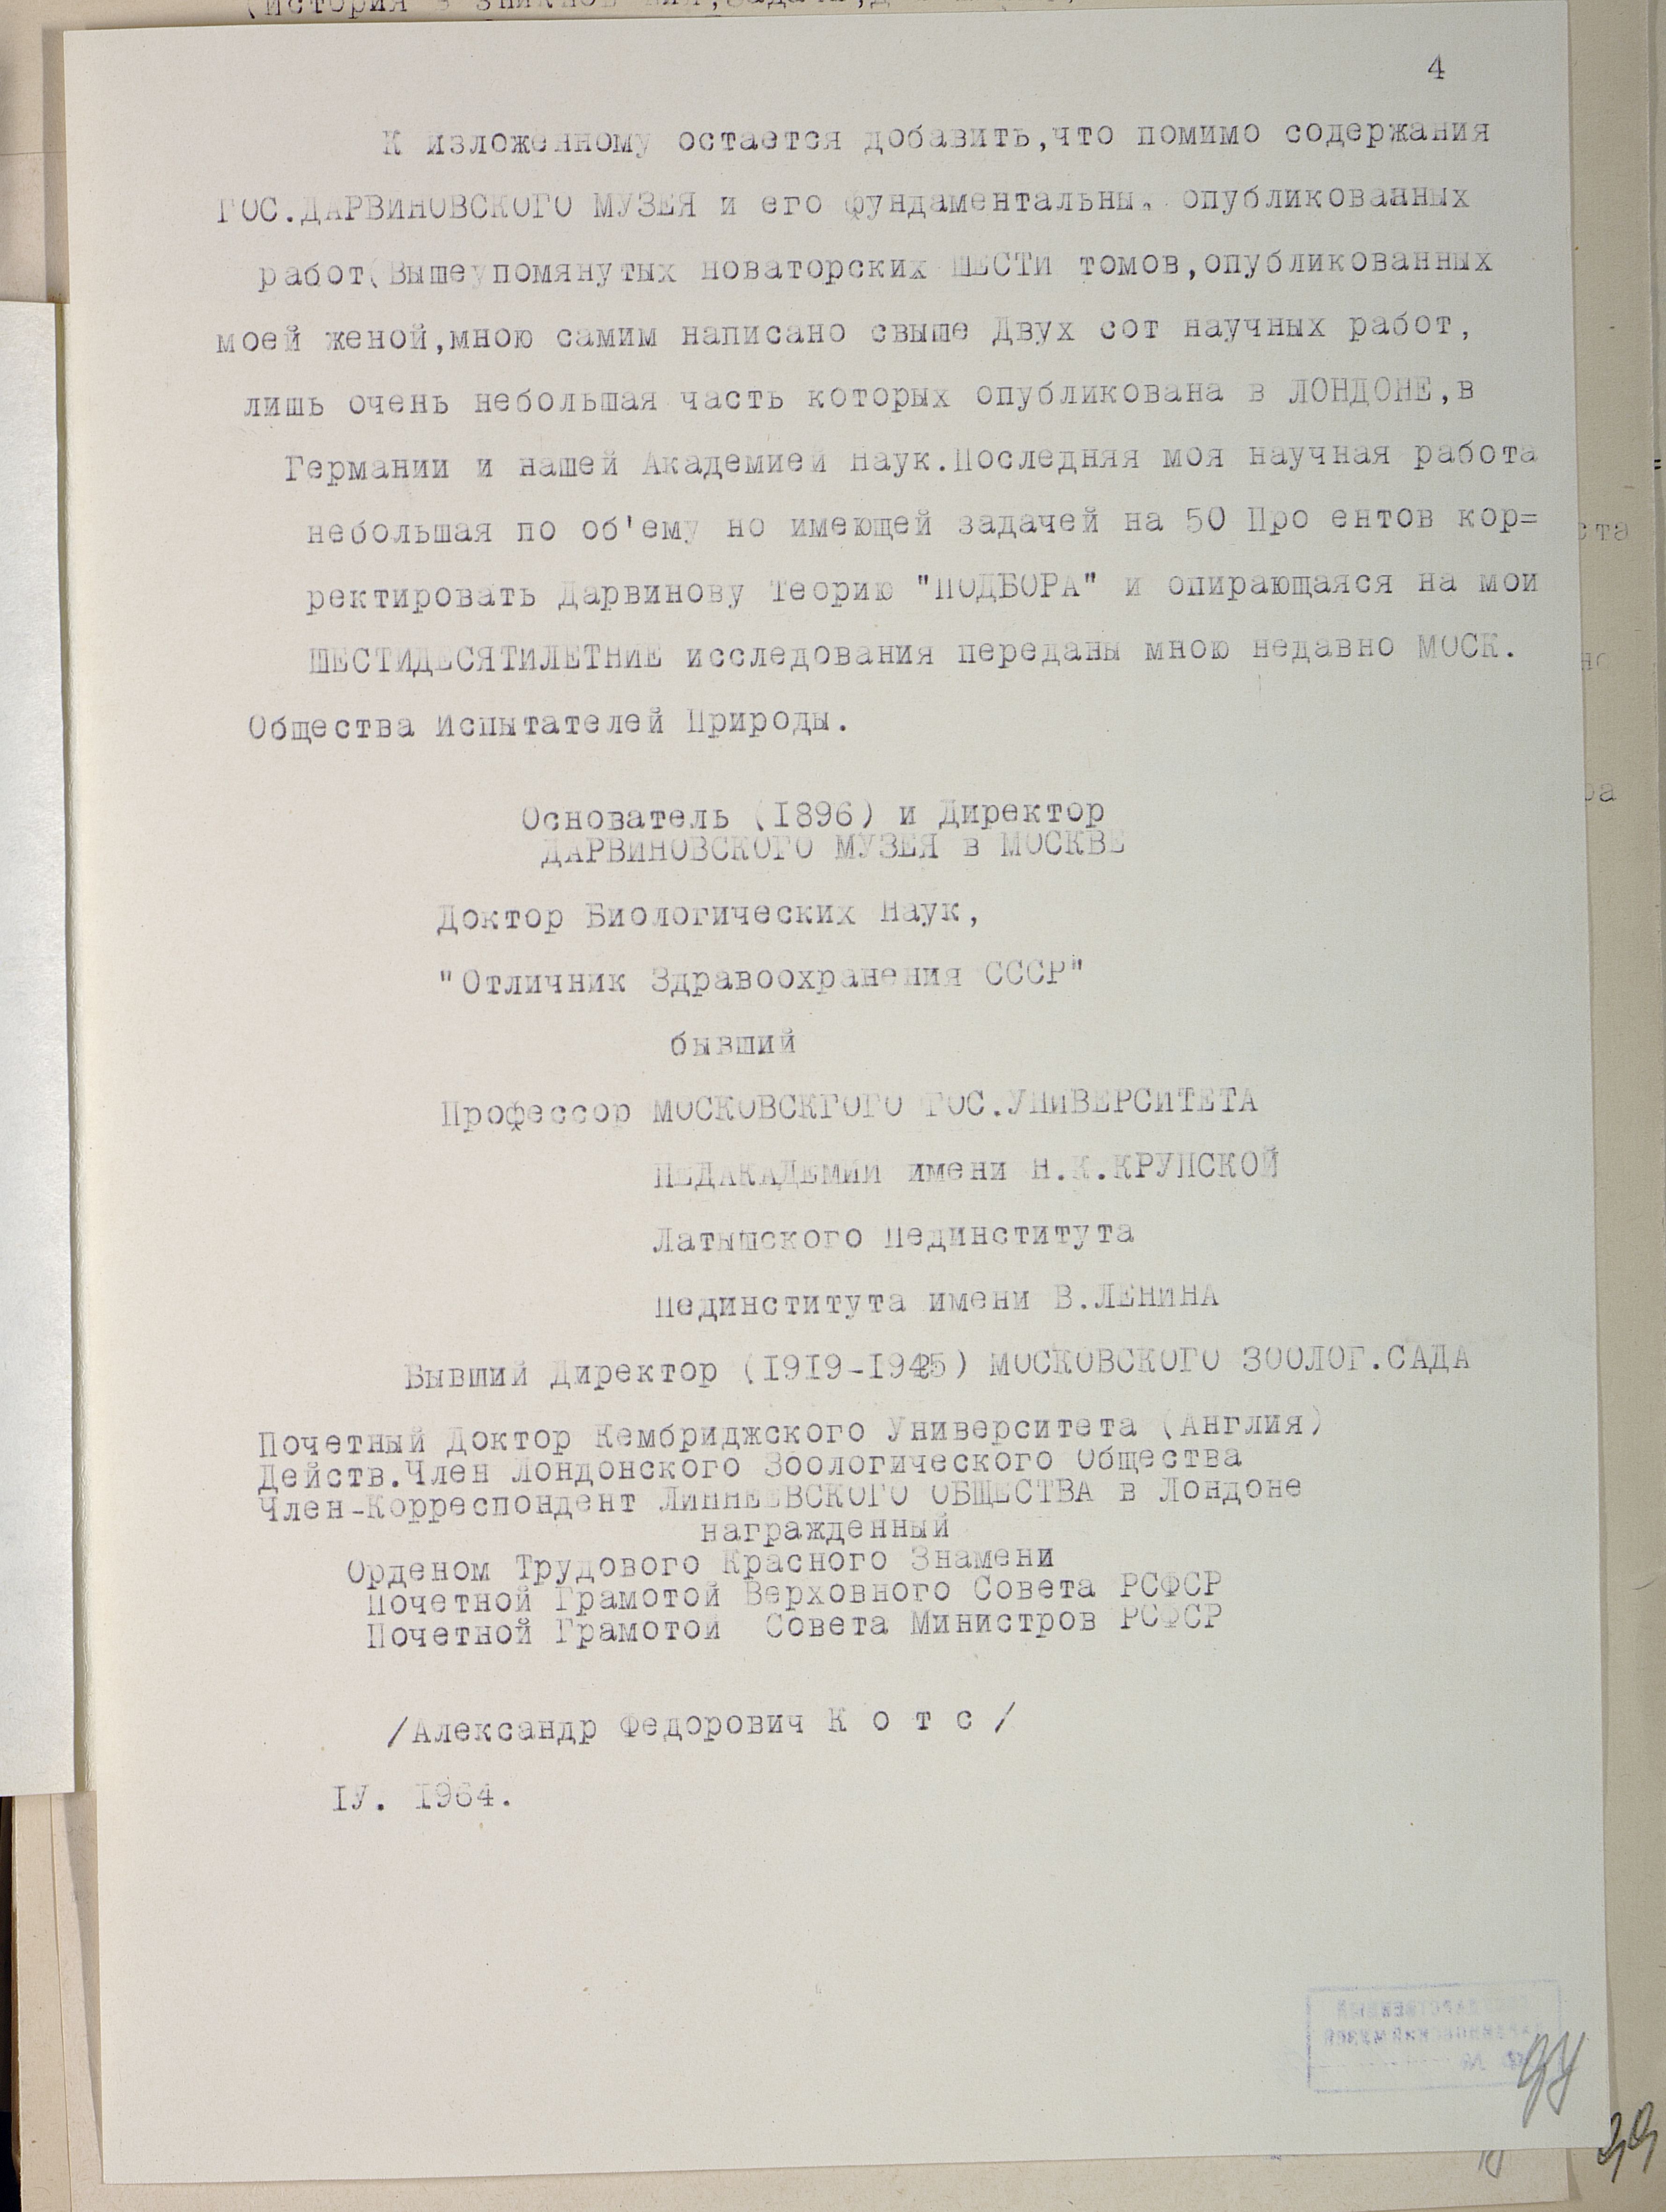 4
К изложенному остается добавить,что помимо содержания
ГОС.ДАРВИНОВСКОГО МУЗЕЯ и его фундаментальны. опубликованных
работ(Вышеупомянутых новаторских ШЕСТИ томов,опубликованных
моей женой,мною самим написано свыше Двух сот научных работ,
лишь очень небольшая часть которых опубликована в ЛОНДОНЕ,в
Германии и нашей Академией Наук.Последняя моя научная работа
небольшая по об'ему но имеющей задачей на 50 Про ентов кор=
ректировать Дарвинову Теорию "ПОДБОРА" и опирающаяся на мои
ШЕСТИДЕСЯТИЛЕТНИЕ исследования переданы мною недавно МОСК.
Общества Испытателей Природы.
Основатель (1896) и Директор
ДАРВИНОВСКОГО МУЗЕЯ в МОСКВЕ
Доктор Биологических Наук,
"Отличник Здравоохранения СССР"
бывший
Профессор МОСКОВСКГОГО ГОС.УНИВЕРСИТЕТА
ПЕДАКАДЕМИИ имени Н.К.КРУПСКОЙ
Латышского Пединститута
Пединститута имени В.ЛЕНИНА
Бывший Директор (1919-1925) МОСКОВСКОГО ЗООЛОГ.САДА
Почетный Доктор Кембриджского Университета (Англия)
Действ.Член Лондонского Зоологического Общества
Член-Корреспондент ЛИННЕЕВСКОГО ОБЩЕСТВА в Лондоне
награжденный
Орденом Трудового Красного Знамени
Почетной Грамотой Верховного Совета РСФСР
Почетной Грамотой Совета Министров РСФСР
/Александр Федорович К о т с /
IУ. 1964.
99